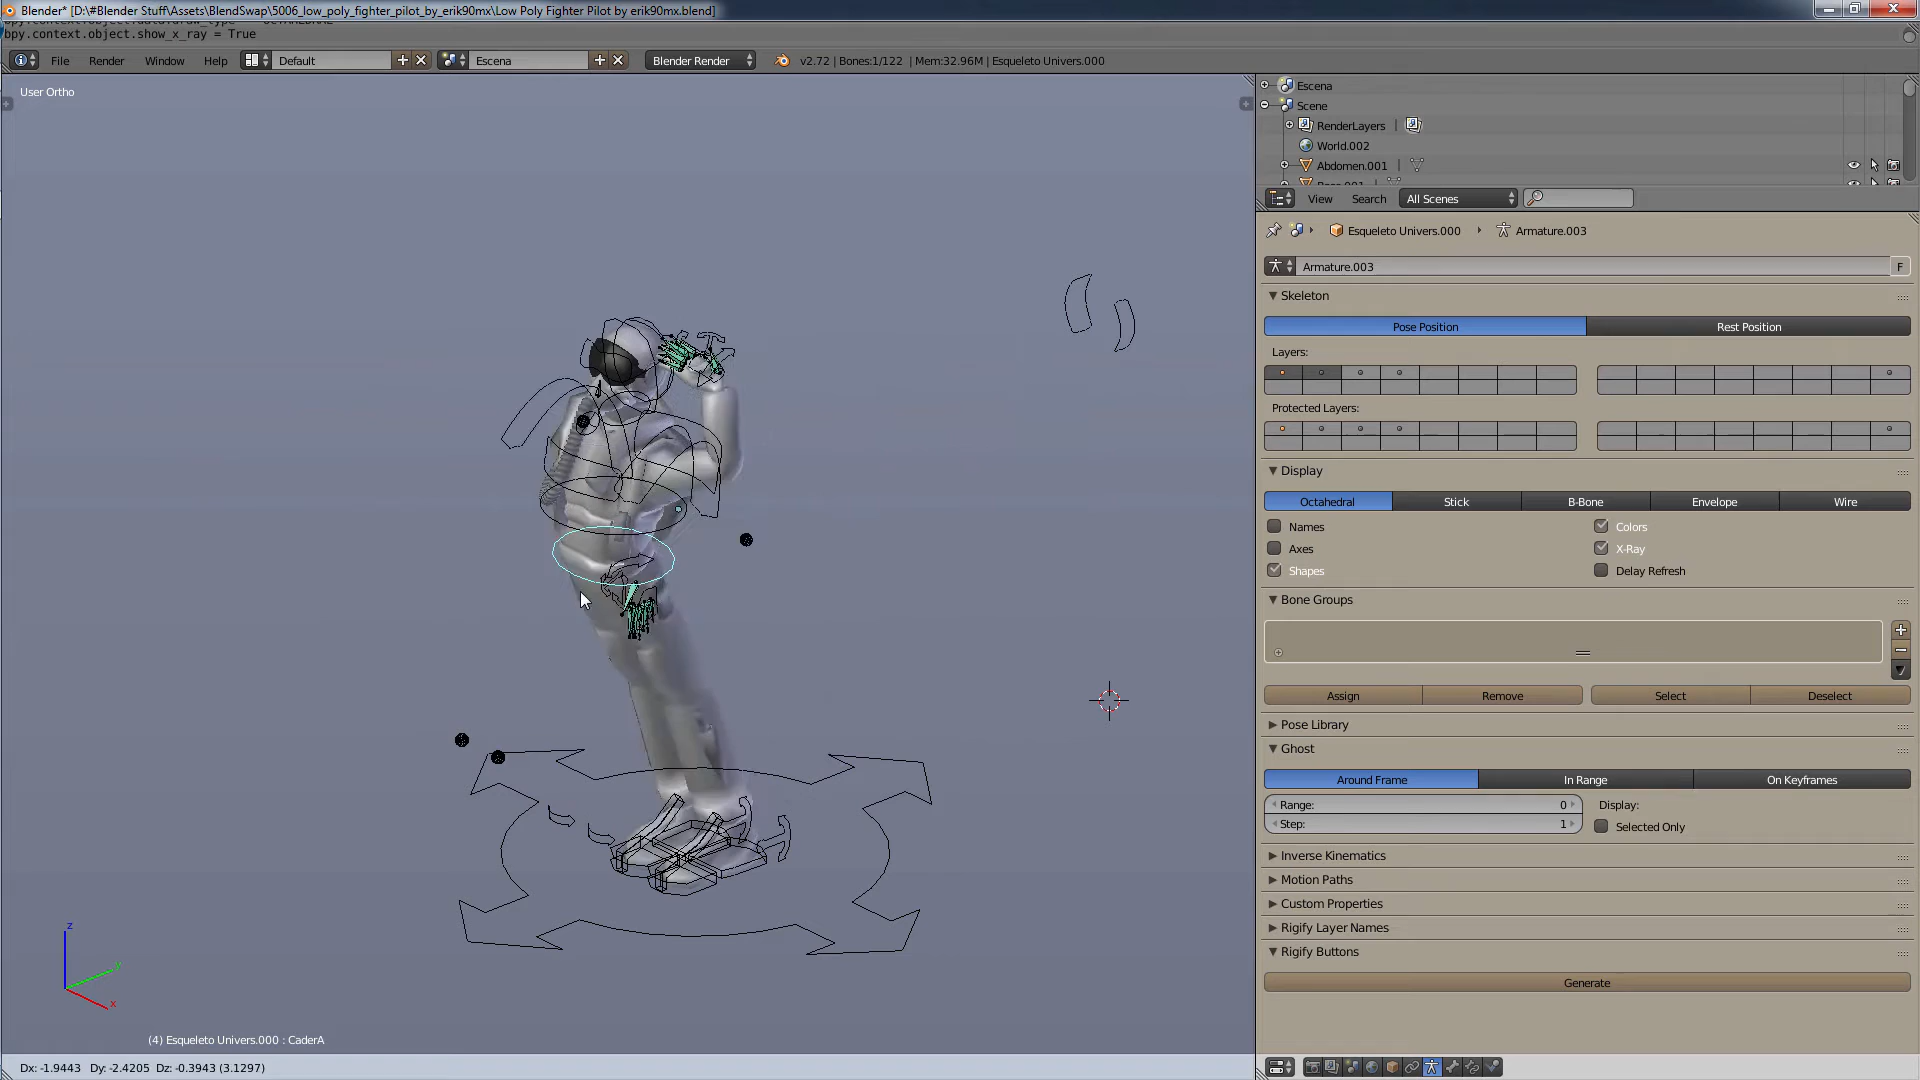 Blender* [D:\#Blender Stuff\Assets\BlendSwap\5006_low_poly_fighter_pilot_by_erik90mx\Low Poly Fighter Pilot by erik90mx.blend]
bpy.context.object.show_x_ray = True
File Render Window Help Default Escena Blender Render v2.72 | Bones:1/122 | Mem:32.96M | Esqueleto Univers.000
User Ortho
Escena
Scene
RenderLayers |
World.002
Abdomen.001 |
View Search All Scenes
Esqueleto Univers.000 Armature.003
Armature.003 F
Skeleton
Pose Position Rest Position
Layers:
Protected Layers:
Display
Octahedral Stick B-Bone Envelope Wire
Names Colors
Axes X-Ray
Shapes Delay Refresh
Bone Groups
Assign Remove Select Deselect
Pose Library
Ghost
Around Frame In Range On Keyframes
Range: 0 Display:
Step: 1 Selected Only
Inverse Kinematics
Motion Paths
Custom Properties
Rigify Layer Names
Rigify Buttons
Generate
z
y
x
(4) Esqueleto Univers.000 : CaderA
Dx: -1.9443 Dy: -2.4205 Dz: -0.3943 (3.1297)